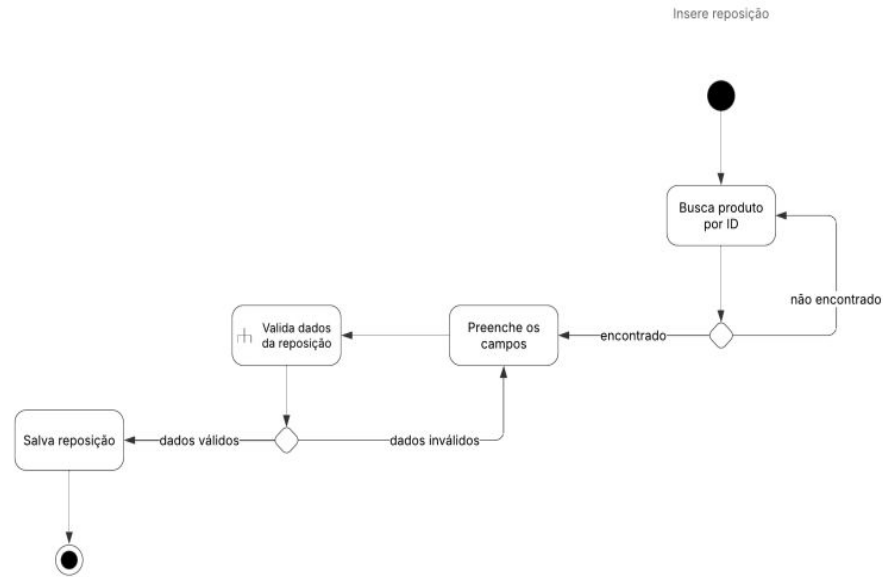 Insere reposição
Busca produto
por ID
não encontrado
encontrado
Preenche os
campos
Valida dados
da reposição
dados inválidos
dados válidos
Salva reposição